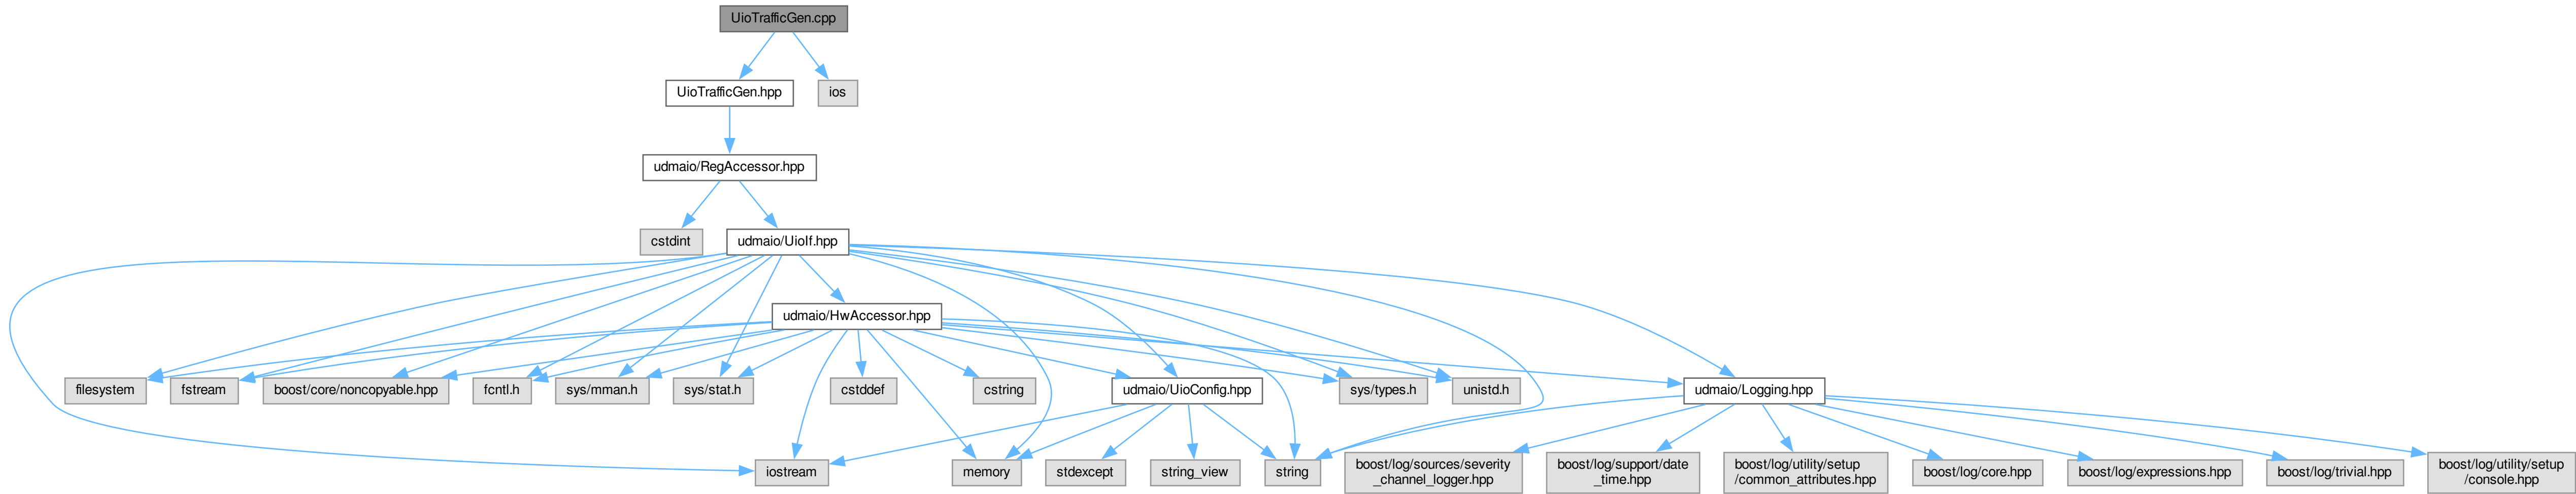 UioTrafficGen.cpp
UioTrafficGen.hpp
ios
udmaio/RegAccessor.hpp
cstdint
udmaio/UioIf.hpp
udmaio/HwAccessor.hpp
filesystem
fstream
boost/core/noncopyable.hpp
fcntl.h
sys/mman.h
sys/stat.h
cstddef
cstring
udmaio/UioConfig.hpp
sys/types.h
unistd.h
udmaio/Logging.hpp
iostream
memory
stdexcept
string_view
string
boost/log/sources/severity
_channel_logger.hpp
boost/log/support/date
_time.hpp
boost/log/utility/setup
/common_attributes.hpp
boost/log/core.hpp
boost/log/expressions.hpp
boost/log/trivial.hpp
boost/log/utility/setup
/console.hpp